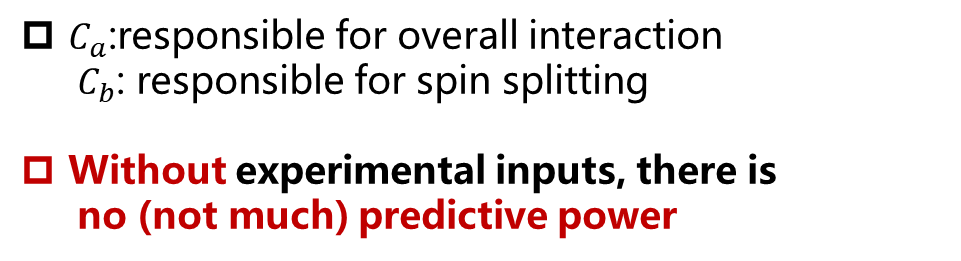 ❑ Cₐ:responsible for overall interaction
C_b: responsible for spin splitting
❑ Without experimental inputs, there is
no (not much) predictive power